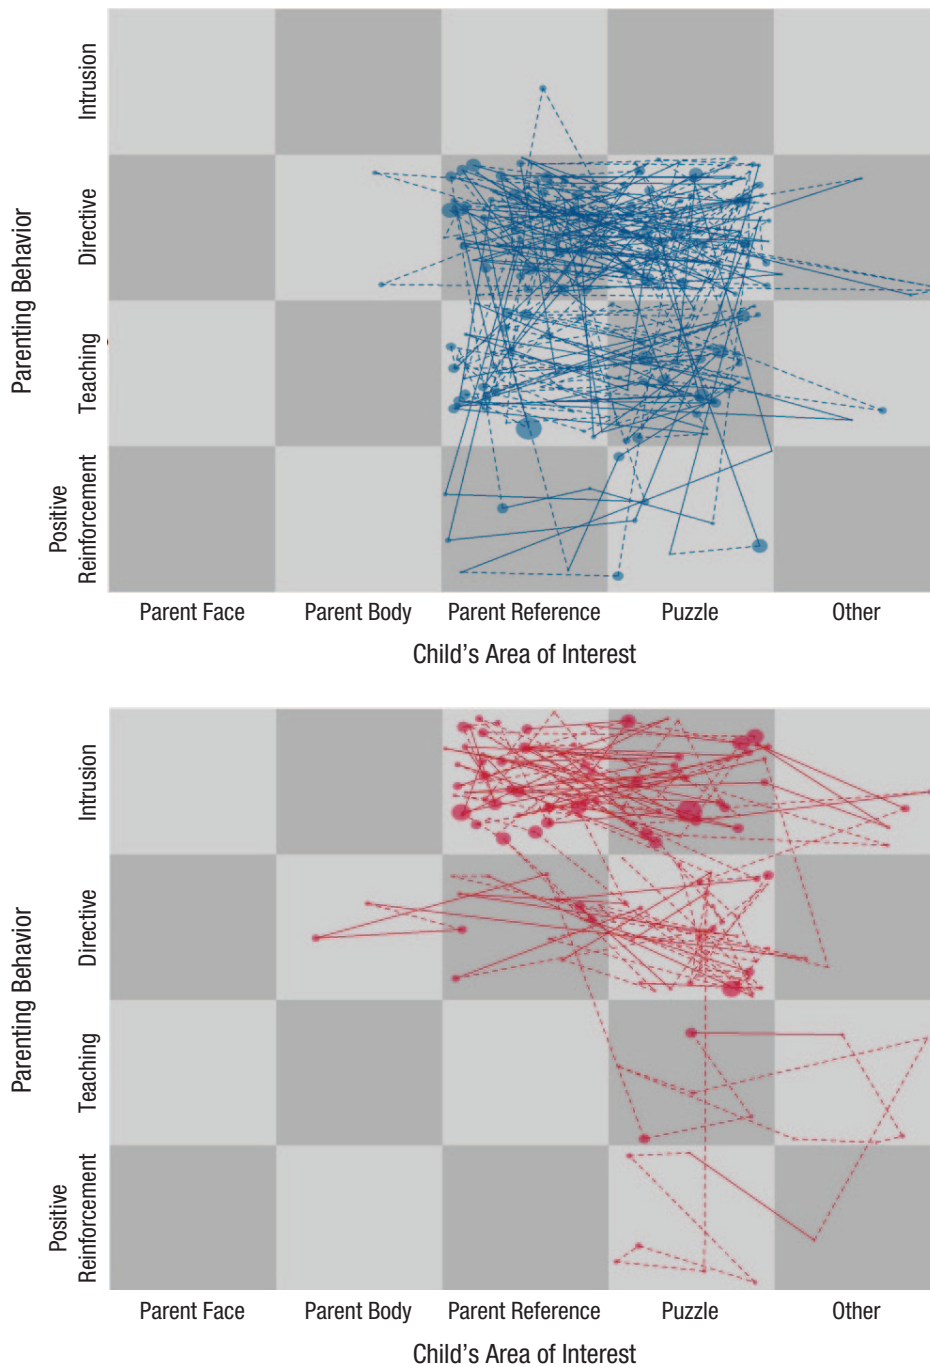 Parenting Behavior
Intrusion
Directive
Teaching
Positive
Reinforcement
Parent Face
Parent Body
Parent Reference
Puzzle
Other
Child’s Area of Interest
Parenting Behavior
Intrusion
Directive
Teaching
Positive
Reinforcement
Parent Face
Parent Body
Parent Reference
Puzzle
Other
Child’s Area of Interest